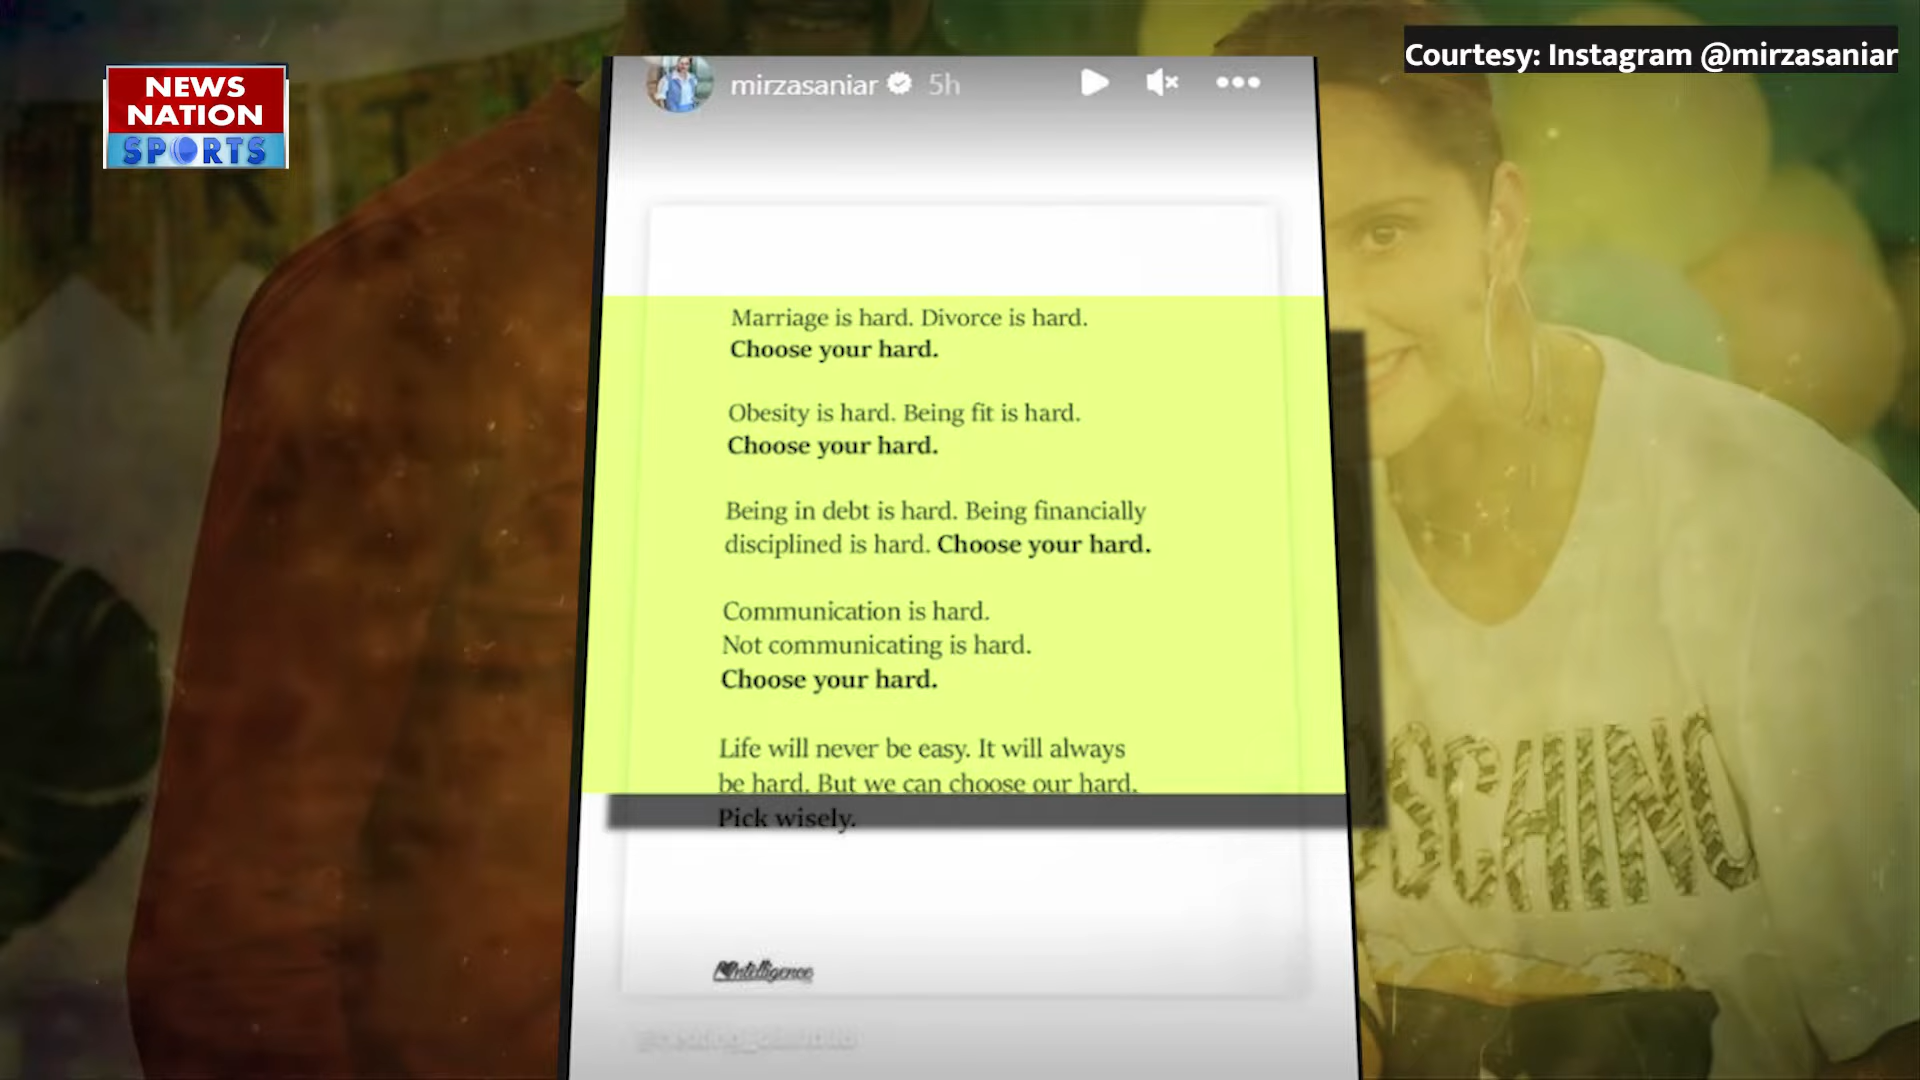 NEWS
NATION
SPORTS
Courtesy: Instagram @mirzasaniar
mirzasaniar 5h
Marriage is hard. Divorce is hard.
Choose your hard.
Obesity is hard. Being fit is hard.
Choose your hard.
Being in debt is hard. Being financially
disciplined is hard. Choose your hard.
Communication is hard.
Not communicating is hard.
Choose your hard.
Life will never be easy. It will always
be hard. But we can choose our hard.
Pick wisely.